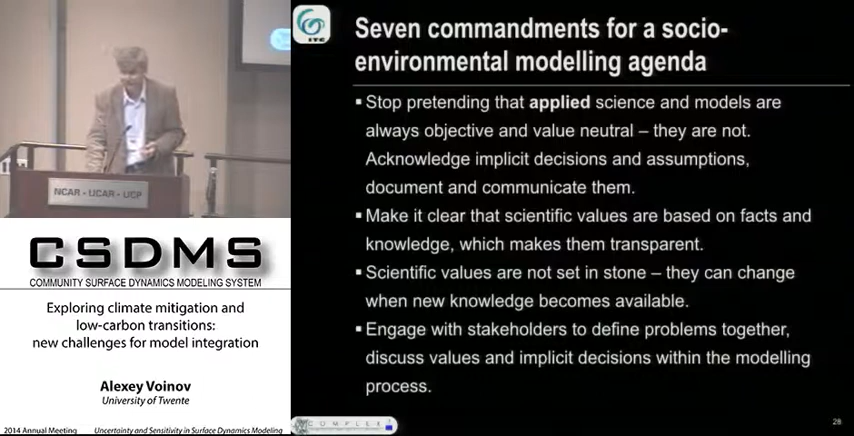 ITC
Seven commandments for a socio-
environmental modelling agenda
▪ Stop pretending that applied science and models are
always objective and value neutral – they are not.
Acknowledge implicit decisions and assumptions,
document and communicate them.
▪ Make it clear that scientific values are based on facts and
knowledge, which makes them transparent.
▪ Scientific values are not set in stone – they can change
when new knowledge becomes available.
▪ Engage with stakeholders to define problems together,
discuss values and implicit decisions within the modelling
process.
COMPLEX
28
NCAR - UCAR - UCP
CSDMS
COMMUNITY SURFACE DYNAMICS MODELING SYSTEM
Exploring climate mitigation and
low-carbon transitions:
new challenges for model integration
Alexey Voinov
University of Twente
2014 Annual Meeting Uncertainty and Sensitivity in Surface Dynamics Modeling